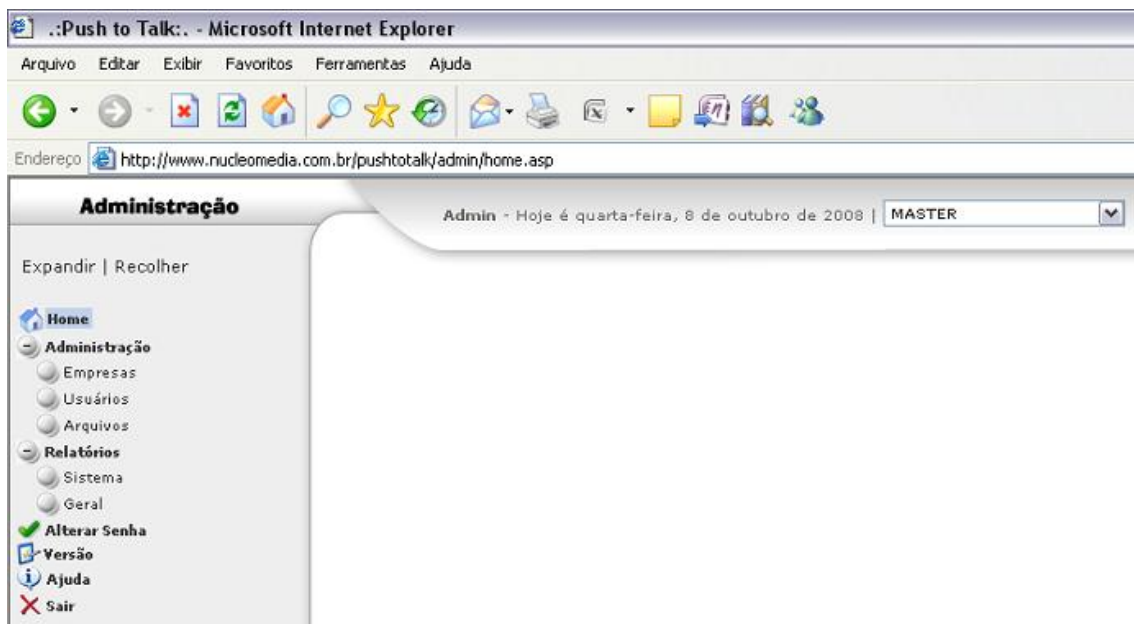 .:Push to Talk:. - Microsoft Internet Explorer
Arquivo Editar Exibir Favoritos Ferramentas Ajuda
Endereço http://www.nucleomedia.com.br/pushtotalk/admin/home.asp
Administração
Admin - Hoje é quarta-feira, 8 de outubro de 2008 | MASTER
Expandir | Recolher
Home
Administração
Empresas
Usuários
Arquivos
Relatórios
Sistema
Geral
Alterar Senha
Versão
Ajuda
Sair